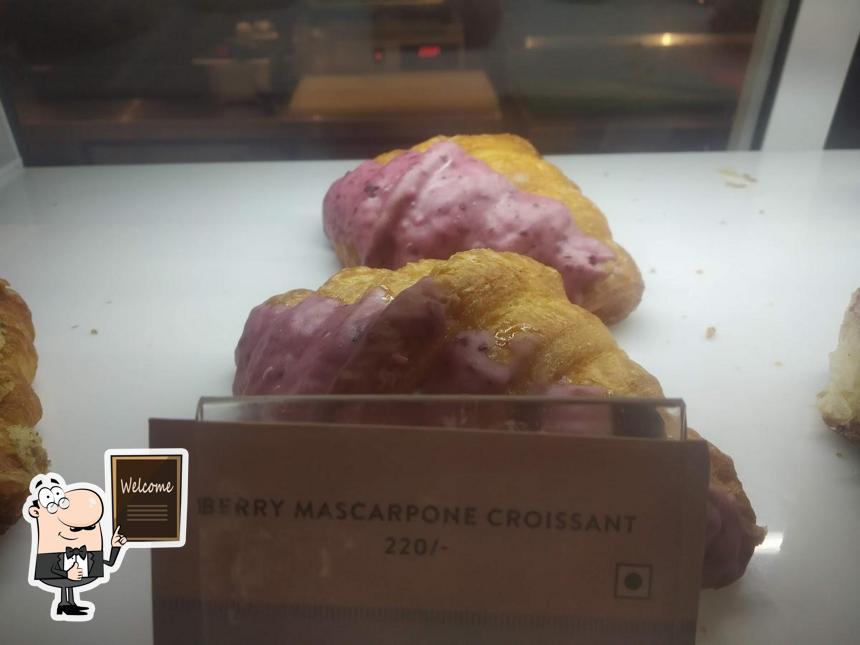 BERRY MASCARPONE CROISSANT
220/-
Welcome